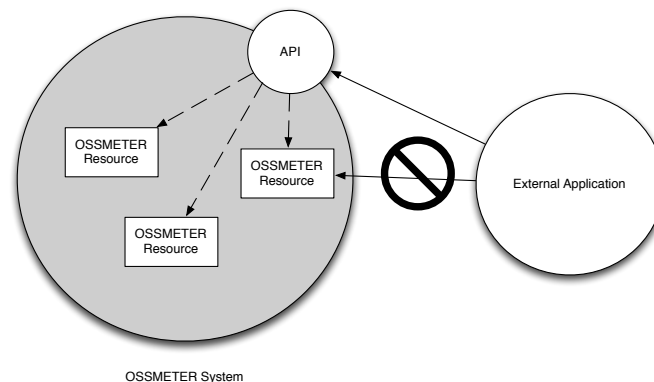 API
OSSMETER
Resource
OSSMETER
Resource
External Application
OSSMETER
Resource
OSSMETER System